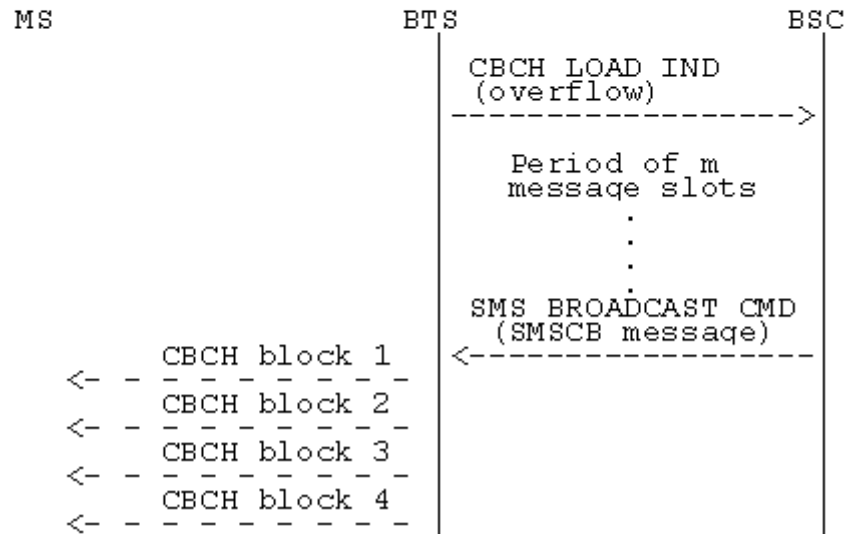 MS BTS BSC
CBCH LOAD IND
(overflow)
Period of m
message slots
SMS BROADCAST CMD
(SMSCB message)
CBCH block 1
CBCH block 2
CBCH block 3
CBCH block 4